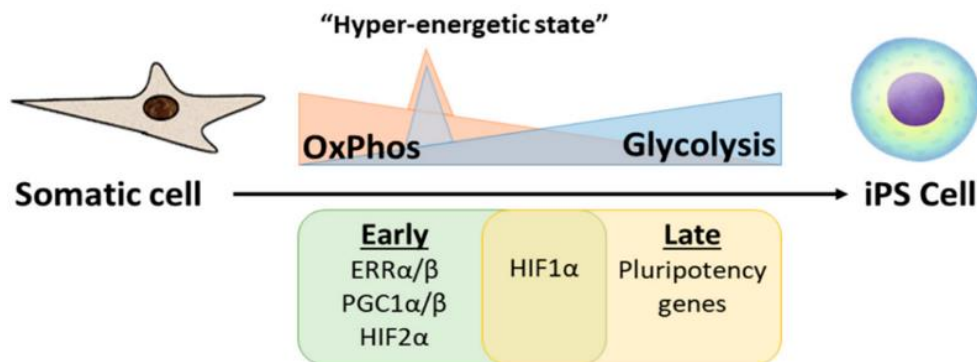 “Hyper-energetic state”
OxPhos
Glycolysis
Somatic cell
iPS Cell
Early
ERRα/β
PGC1α/β
HIF2α
HIF1α
Late
Pluripotency
genes